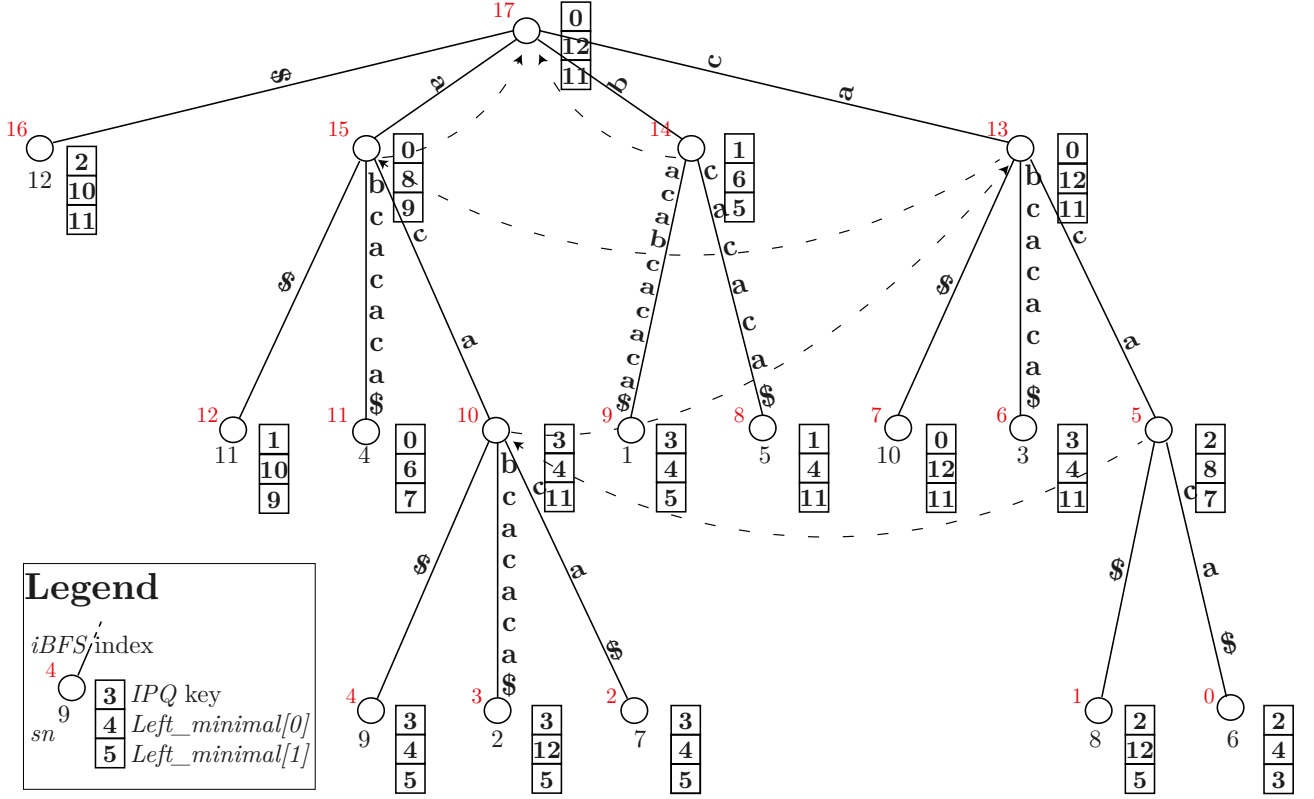 17
0
12
11
$
a
b
c
a
16
12
2
10
11
15
0
8
9
14
1
6
5
13
0
12
11
$
b
c
a
c
a
c
a
$
c
a
a
c
a
b
c
a
c
a
c
a
$
c
a
c
a
c
a
$
$
b
c
a
c
a
c
a
$
c
a
12
11
1
10
9
11
4
0
6
7
10
3
4
11
9
1
3
4
5
8
5
1
4
11
7
10
0
12
11
6
3
3
4
11
5
2
8
7
$
b
c
a
c
a
c
a
$
c
a
$
$
c
a
$
4
9
3
4
5
3
2
3
12
5
2
7
3
4
5
1
8
2
12
5
0
6
2
4
3
Legend
iBFS index
4
9
sn
3 IPQ key
4 Left_minimal[0]
5 Left_minimal[1]